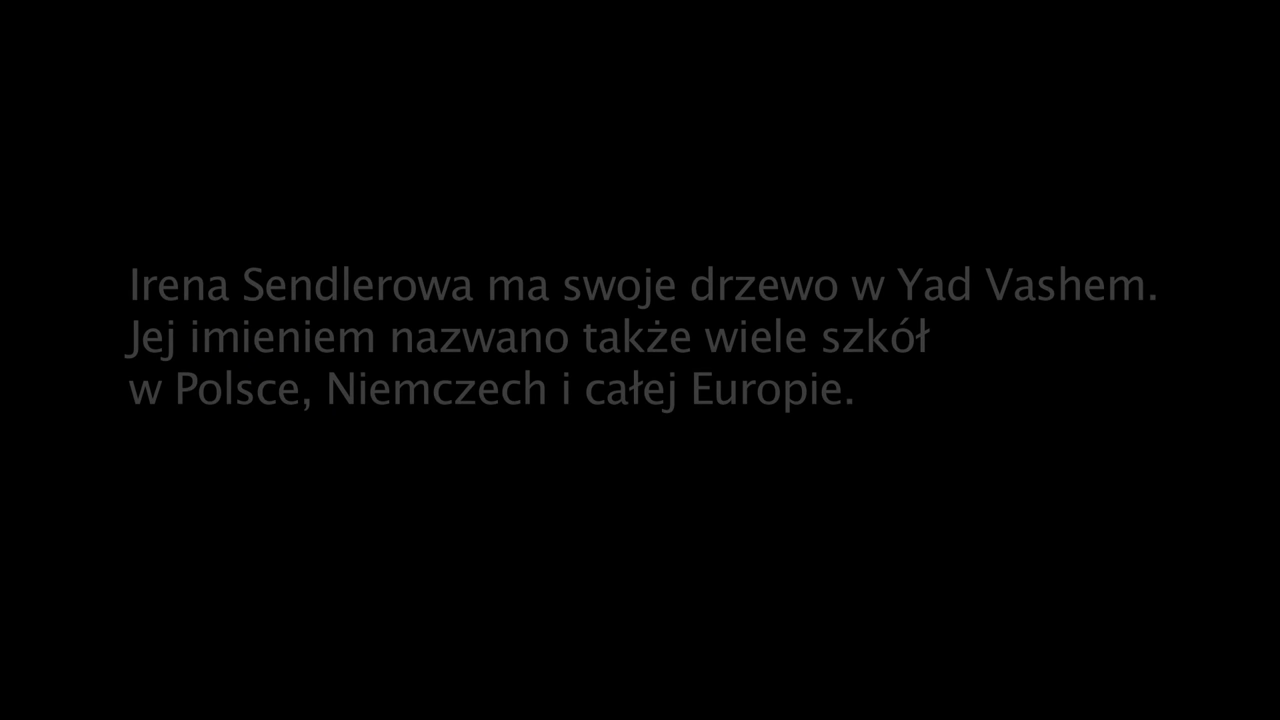 Irena Sendlerowa ma swoje drzewo w Yad Vashem.
Jej imieniem nazwano także wiele szkół
w Polsce, Niemczech i całej Europie.